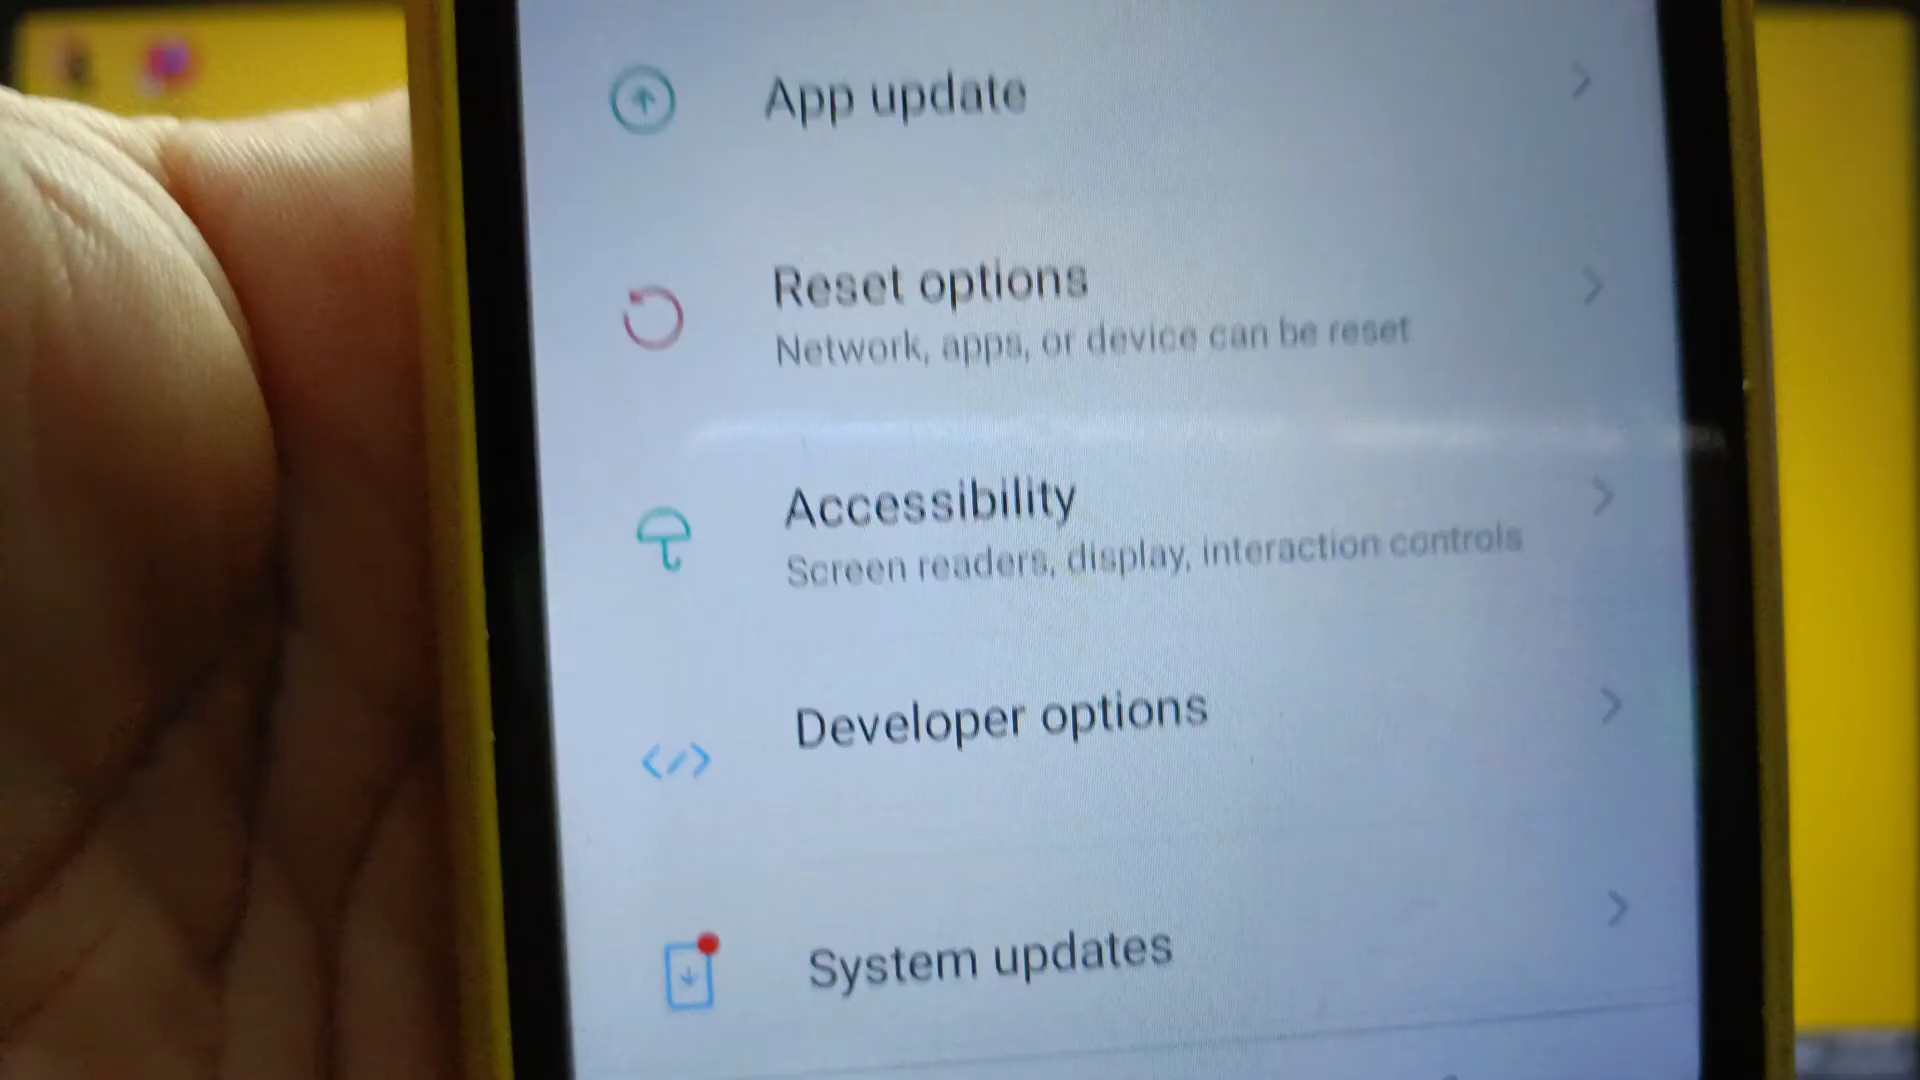 App update
Reset options
Network, apps, or device can be reset
Accessibility
Screen readers, display, interaction controls
Developer options
System updates